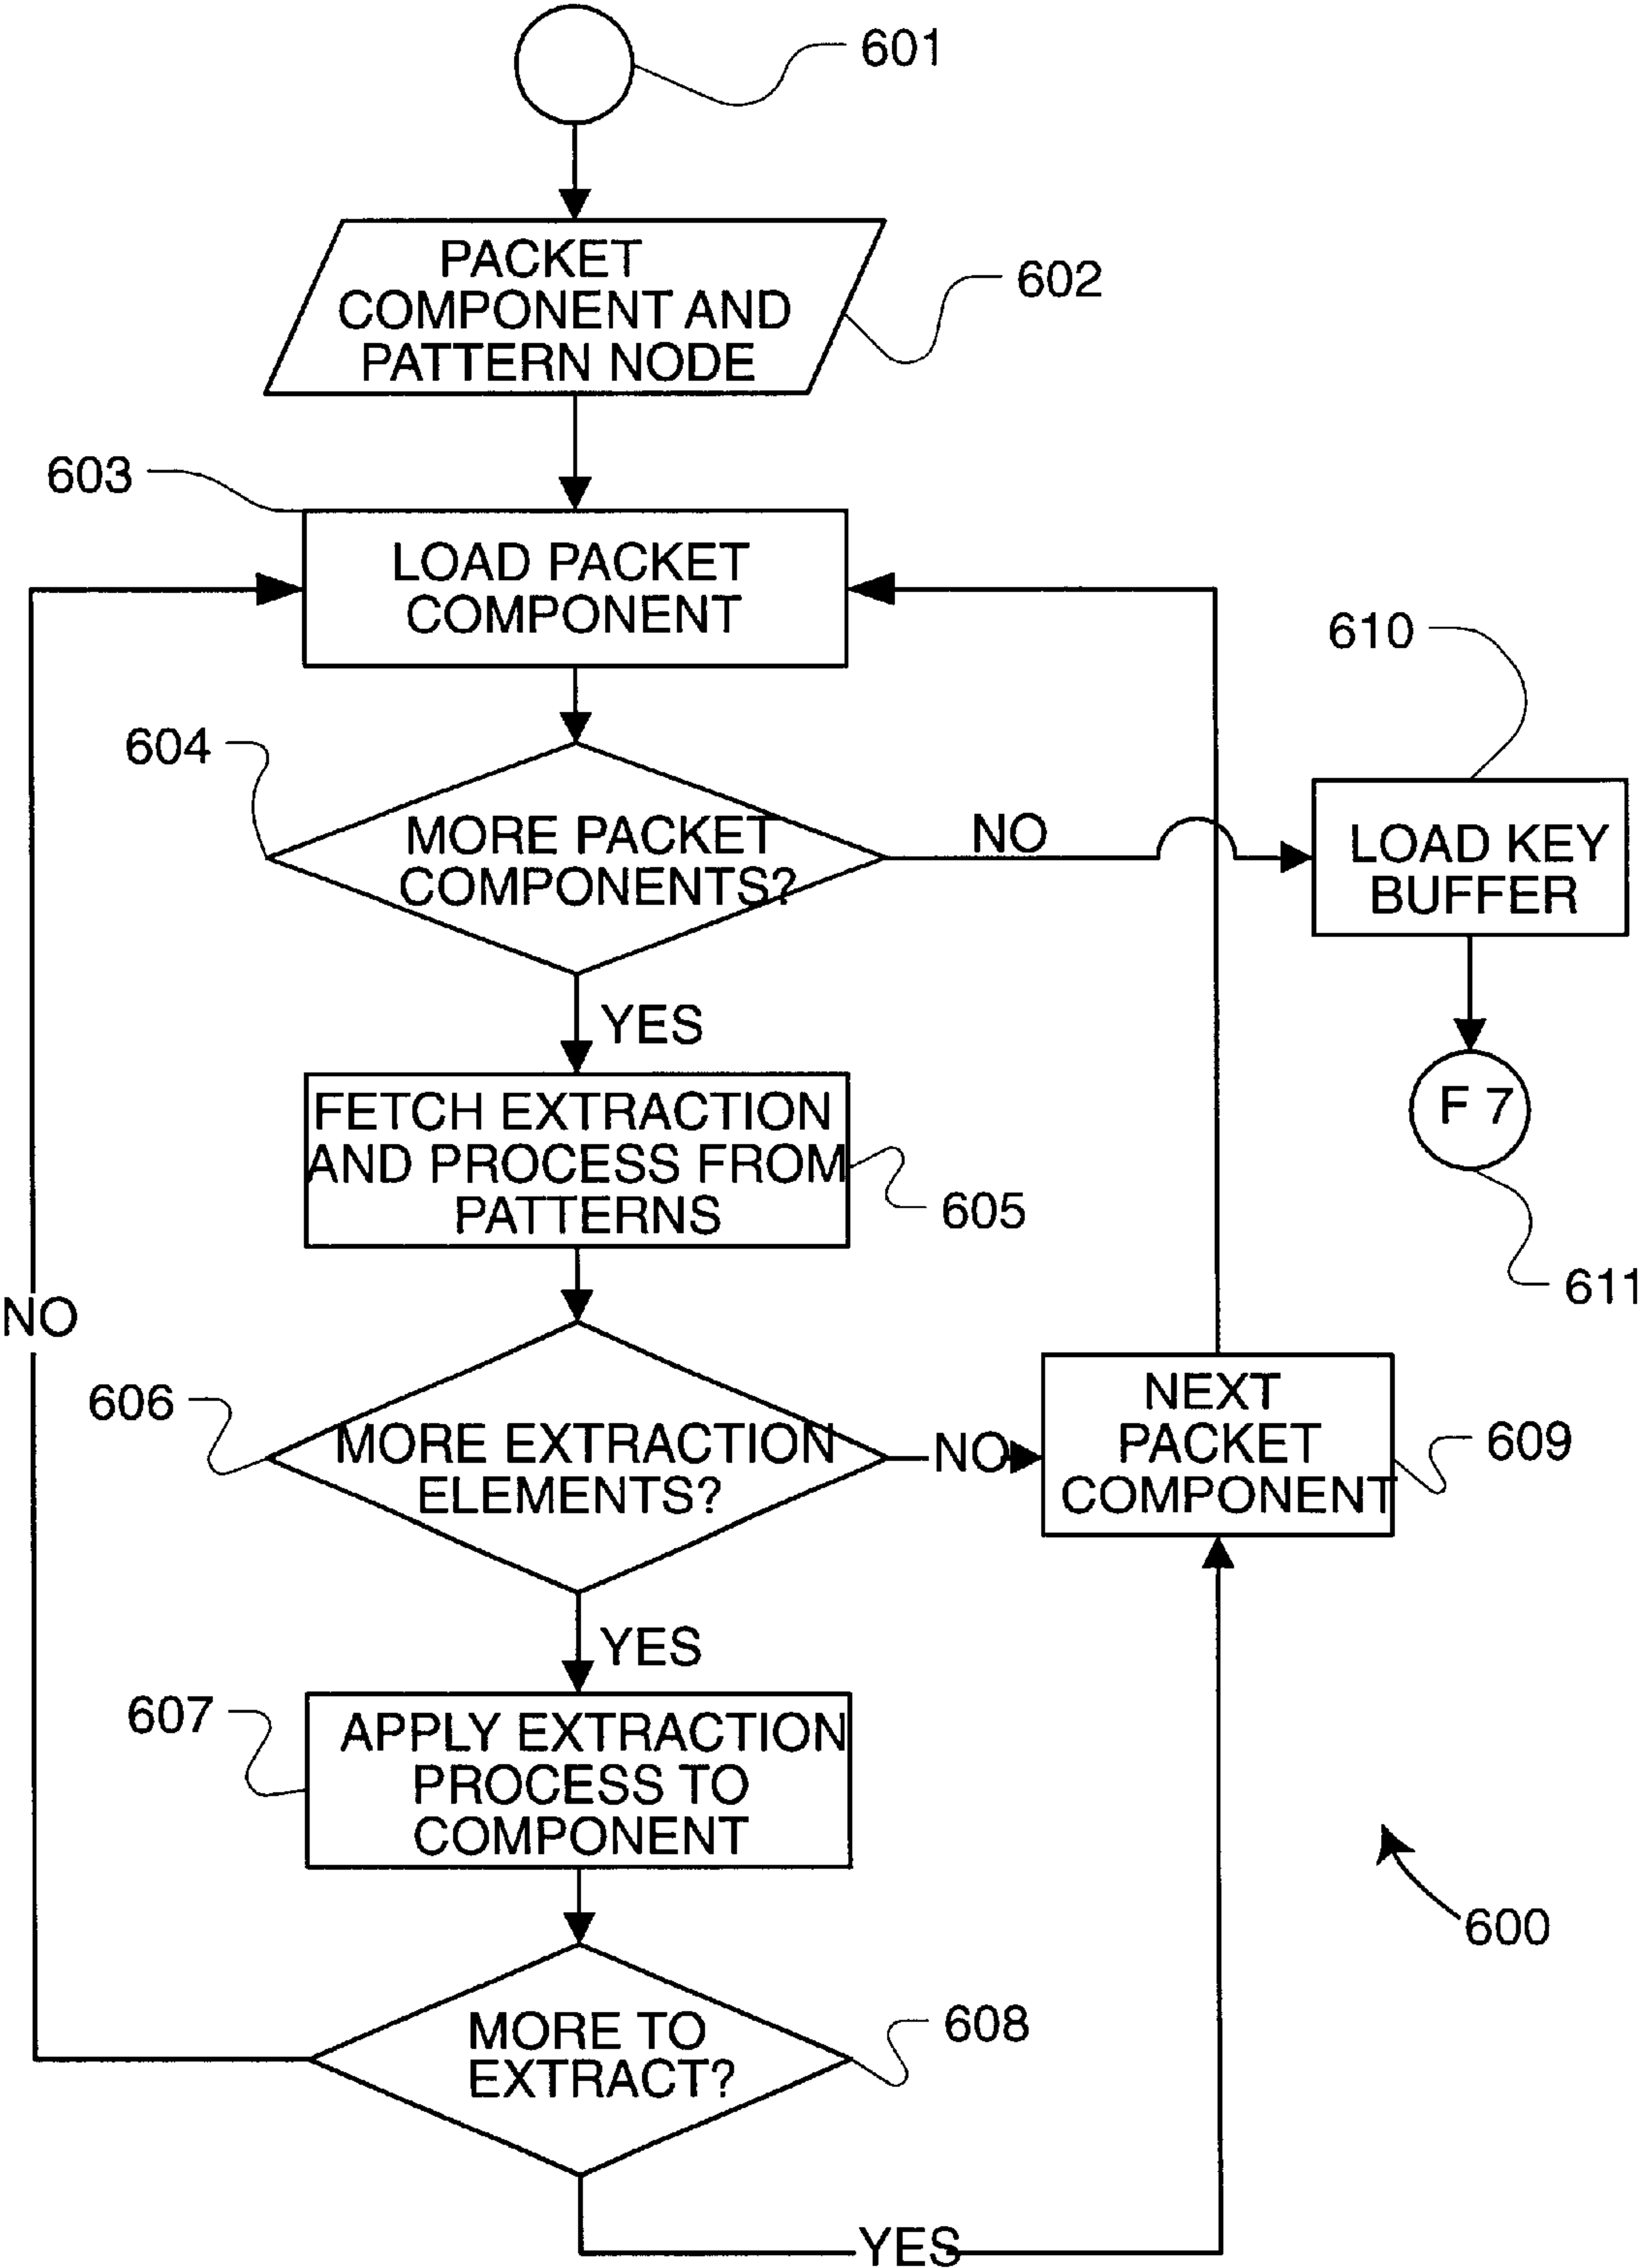 601
PACKET
COMPONENT AND
PATTERN NODE
602
603
LOAD PACKET
COMPONENT
610
604
MORE PACKET
COMPONENTS?
NO
LOAD KEY
BUFFER
YES
F 7
FETCH EXTRACTION
AND PROCESS FROM
PATTERNS
605
611
NO
606
MORE EXTRACTION
ELEMENTS?
NO
NEXT
PACKET
COMPONENT
609
YES
607
APPLY EXTRACTION
PROCESS TO
COMPONENT
600
MORE TO
EXTRACT?
608
YES